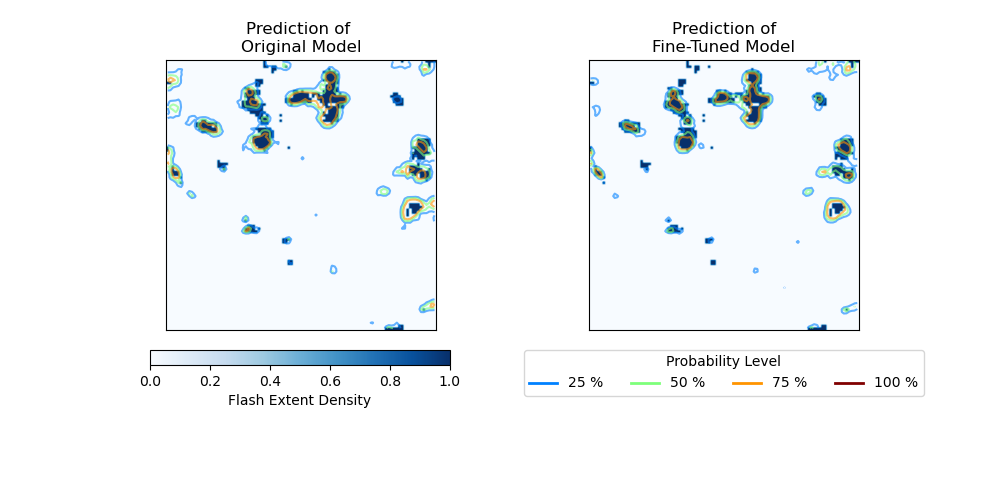 Prediction of
Original Model
Prediction of
Fine-Tuned Model
0.0 0.2 0.4 0.6 0.8 1.0
Flash Extent Density
Probability Level
25 % 50 % 75 % 100 %